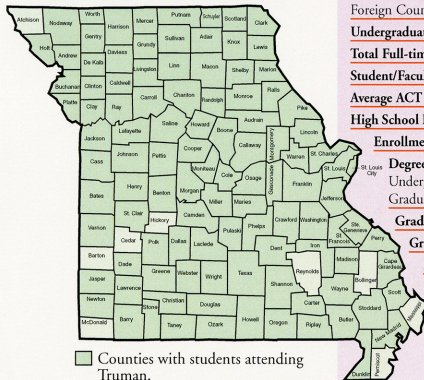 Atchison
Nodaway
Worth
Harrison
Mercer
Putnam
Schuyler
Scotland
Clark
Holt
Andrew
Gentry
De Kalb
Daviess
Grundy
Sullivan
Adair
Knox
Lewis
Buchanan
Clinton
Caldwell
Livingston
Linn
Macon
Shelby
Marion
Platte
Clay
Ray
Carroll
Chariton
Randolph
Monroe
Ralls
Pike
Jackson
Lafayette
Saline
Howard
Boone
Audrain
Callaway
Montgomery
Lincoln
Warren
St. Charles
Cass
Johnson
Pettis
Cooper
Moniteau
Cole
Osage
Gasconade
Franklin
St. Louis
St. Louis
City
Bates
Henry
Benton
Morgan
Miller
Maries
Jefferson
Vernon
St. Clair
Hickory
Camden
Pulaski
Phelps
Crawford
Washington
St.
Francois
Ste.
Genevieve
Perry
Barton
Cedar
Polk
Dallas
Laclede
Dent
Iron
Madison
Cape
Girardeau
Jasper
Dade
Greene
Webster
Wright
Texas
Shannon
Reynolds
Wayne
Bollinger
Scott
Newton
Lawrence
Christian
Douglas
Carter
Stoddard
McDonald
Barry
Stone
Taney
Ozark
Howell
Oregon
Ripley
Butler
New Madrid
Mississippi
Dunklin
Pemiscot
Counties with students attending
Truman.
Foreign Coun
Undergraduat
Total Full-tim
Student/Facul
Average ACT
High School
Enrollme
Degree
Under
Gradu
Grad
Gr